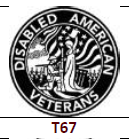 DISABLED AMERICAN
VETERANS
T67